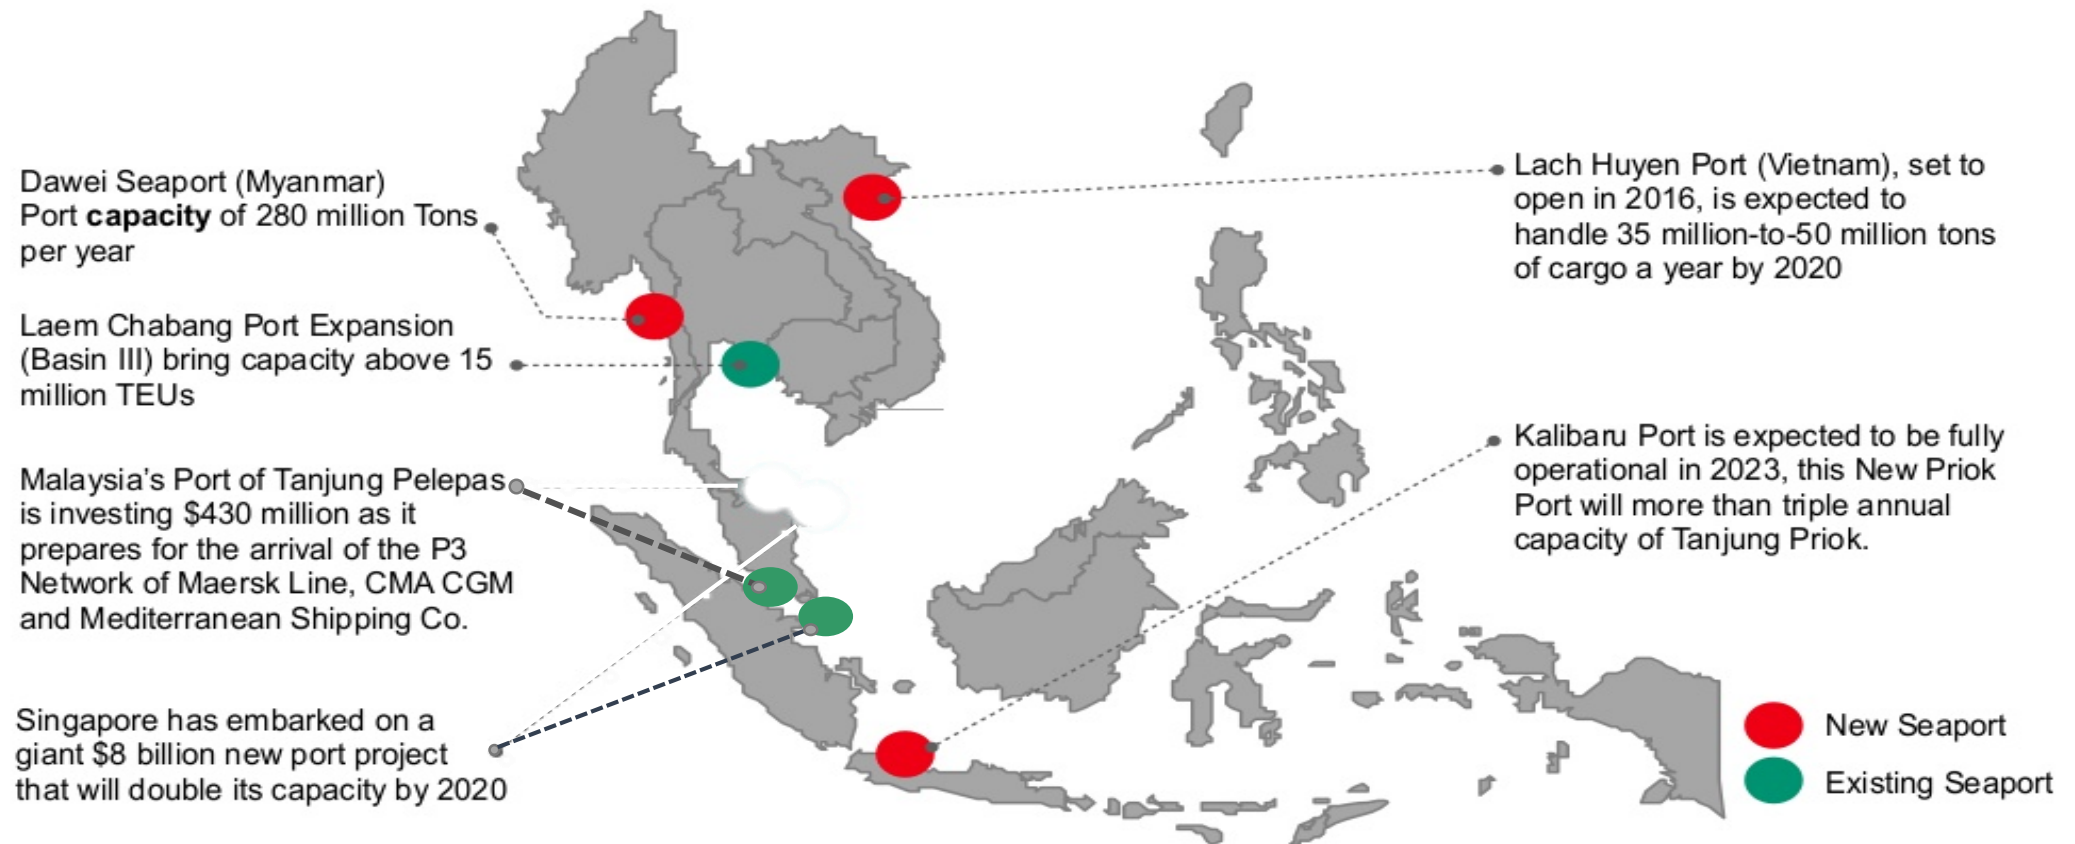 Dawei Seaport (Myanmar)
Port capacity of 280 million Tons
per year
Laem Chabang Port Expansion
(Basin III) bring capacity above 15
million TEUs
Malaysia's Port of Tanjung Pelepas
is investing $430 million as it
prepares for the arrival of the P3
Network of Maersk Line, CMA CGM
and Mediterranean Shipping Co.
Singapore has embarked on a
giant $8 billion new port project
that will double its capacity by 2020
Lach Huyen Port (Vietnam), set to
open in 2016, is expected to
handle 35 million-to-50 million tons
of cargo a year by 2020
Kalibaru Port is expected to be fully
operational in 2023, this New Priok
Port will more than triple annual
capacity of Tanjung Priok.
New Seaport
Existing Seaport